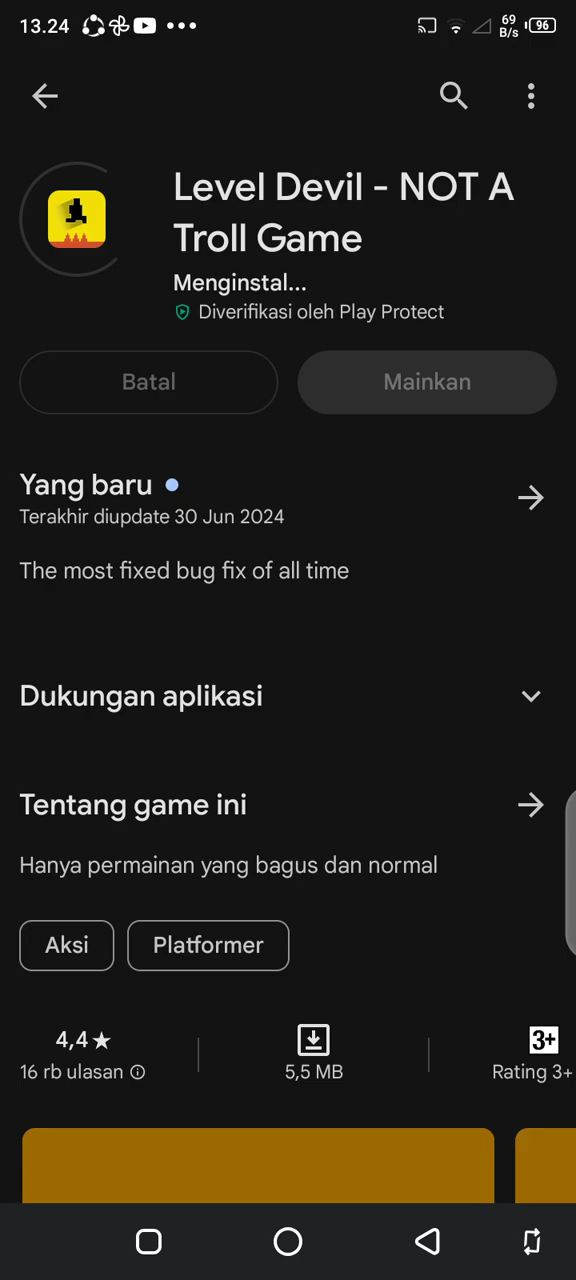 13.24
69
B/s
96
Level Devil - NOT A
Troll Game
Menginstal...
Diverifikasi oleh Play Protect
Batal
Mainkan
Yang baru
Terakhir diupdate 30 Jun 2024
The most fixed bug fix of all time
Dukungan aplikasi
Tentang game ini
Hanya permainan yang bagus dan normal
Aksi
Platformer
4,4★
16 rb ulasan
5,5 MB
3+
Rating 3+